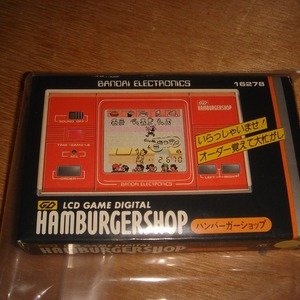 BANDAI ELECTRONICS
16278
HAMBURGERSHOP
いらっしゃいませ!
オーダー覚えて大忙がし
2670
BANDAI ELECTRONICS
LCD GAME DIGITAL
HAMBURGERSHOP
ハンバーガーショップ